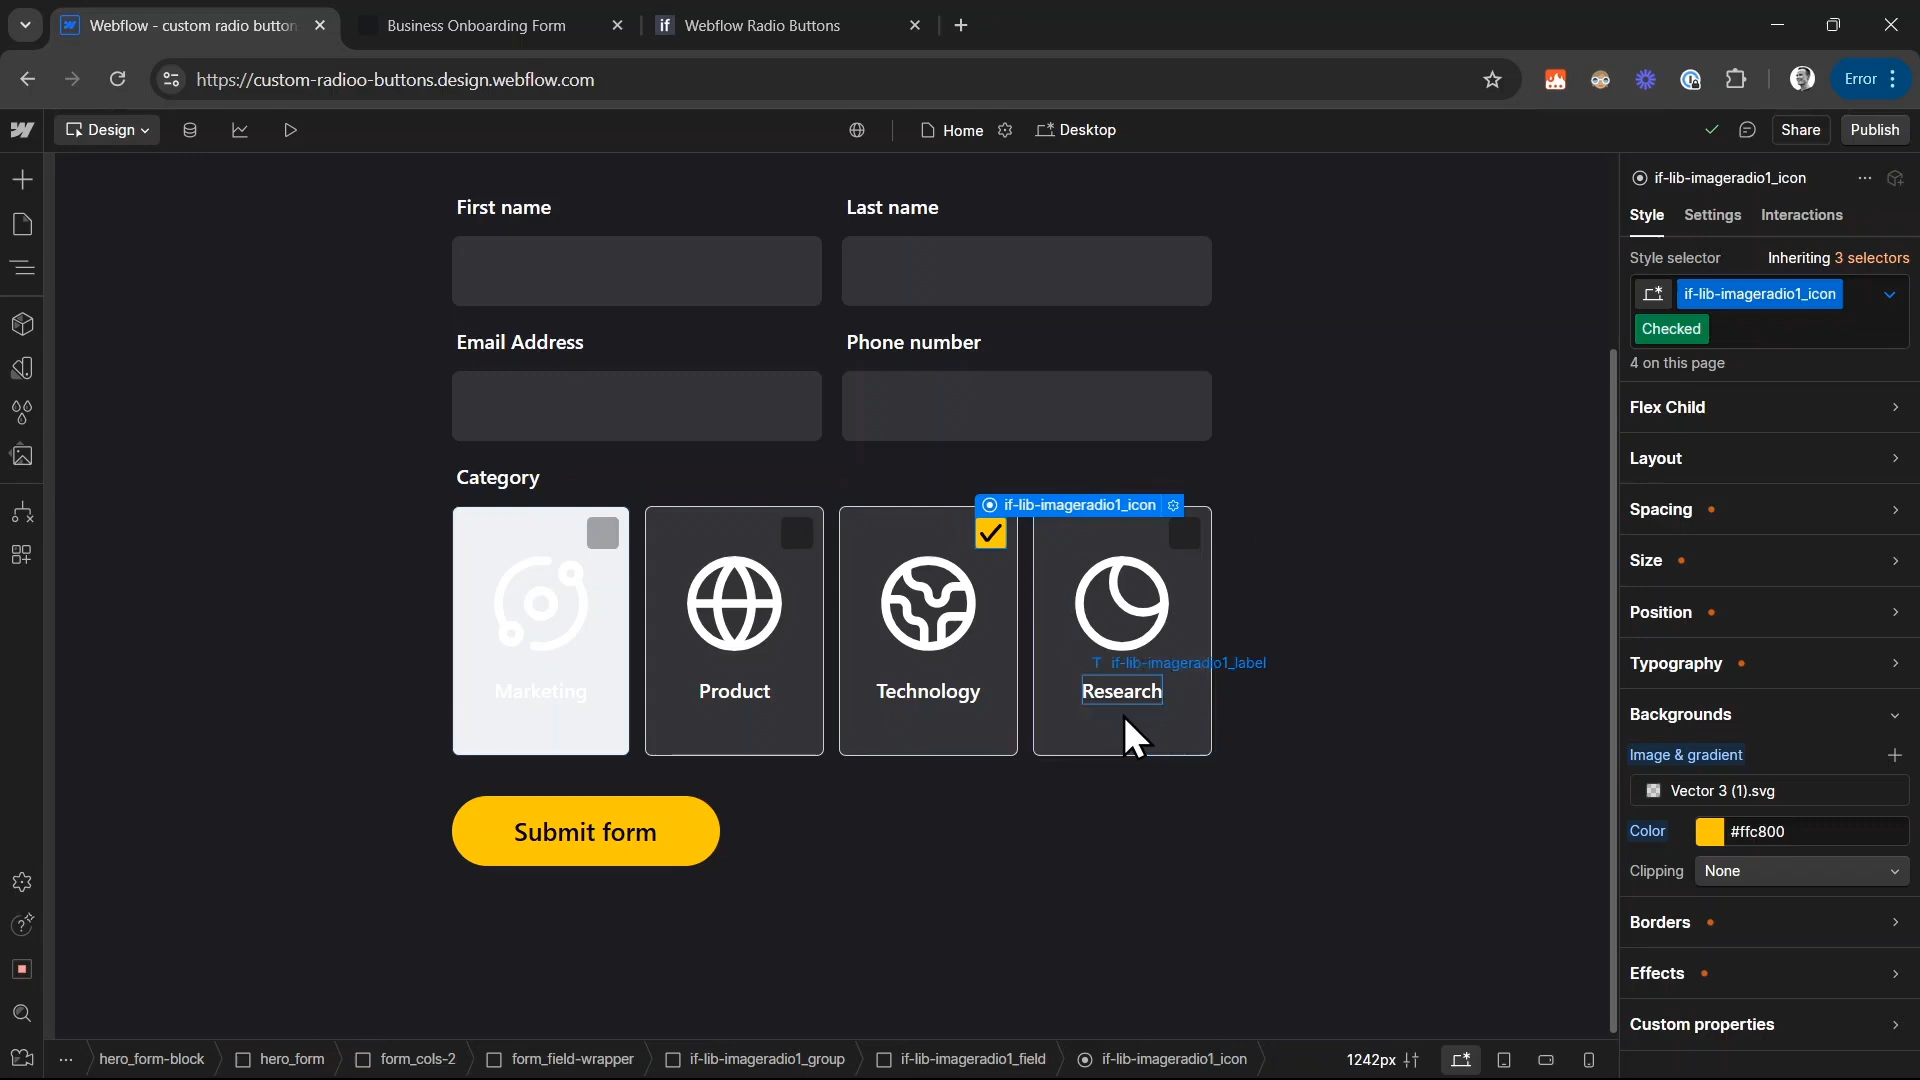 Webflow - custom radio button
Business Onboarding Form
if Webflow Radio Buttons
https://custom-radioo-buttons.design.webflow.com
Error
Design
Home
Desktop
Share
Publish
First name
Last name
Email Address
Phone number
Category
if-lib-imageradio1_icon
Marketing
Product
Technology
T if-lib-imageradio1_label
Research
Submit form
if-lib-imageradio1_icon
Style
Settings
Interactions
Style selector
Inheriting 3 selectors
if-lib-imageradio1_icon
Checked
4 on this page
Flex Child
Layout
Spacing
Size
Position
Typography
Backgrounds
Image & gradient
Vector 3 (1).svg
Color
#ffc800
Clipping
None
Borders
Effects
Custom properties
hero_form-block
hero_form
form_cols-2
form_field-wrapper
if-lib-imageradio1_group
if-lib-imageradio1_field
if-lib-imageradio1_icon
1242px